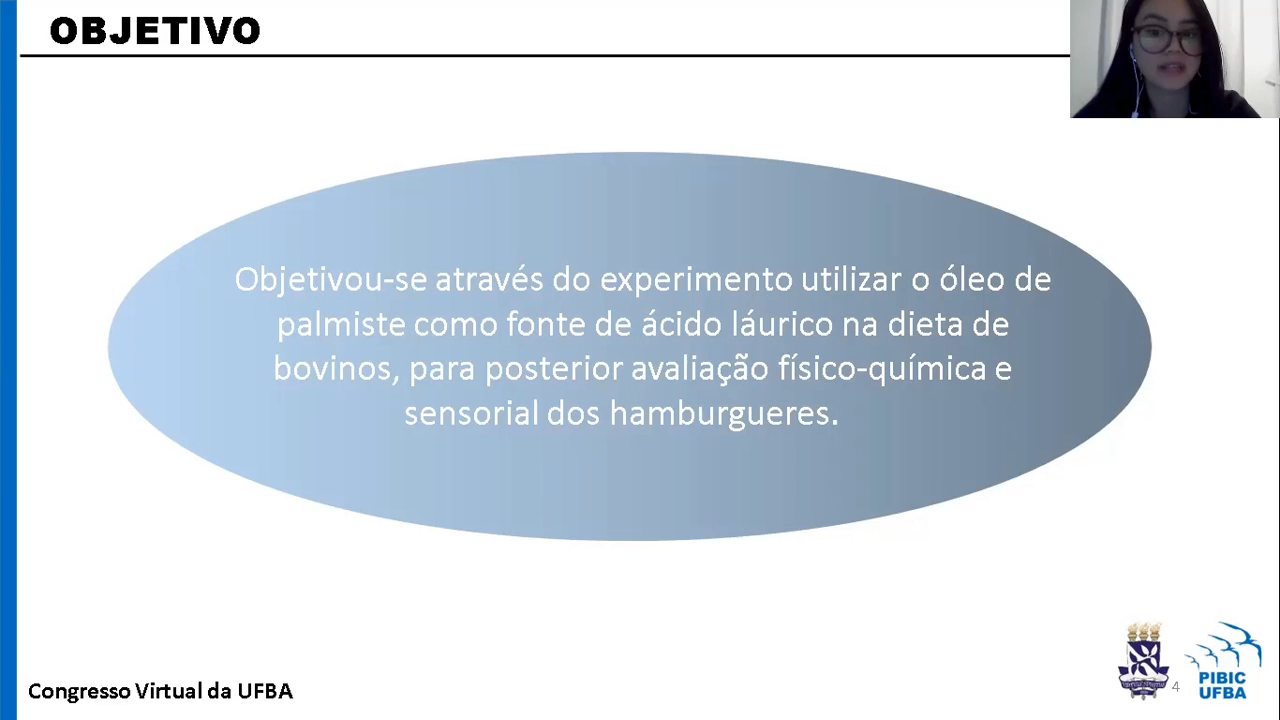 OBJETIVO
Objetivou-se através do experimento utilizar o óleo de
palmiste como fonte de ácido láurico na dieta de
bovinos, para posterior avaliação físico-química e
sensorial dos hamburgueres.
Congresso Virtual da UFBA
4
PIBIC
UFBA